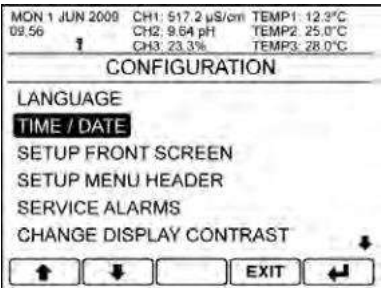 MON 1 JUN 2009 CH1: 517.2 µS/cm TEMP1: 12.3°C
09.56 CH2: 9.64 pH TEMP2: 25.0°C
CH3: 23.3% TEMP3: 28.0°C
CONFIGURATION
LANGUAGE
TIME / DATE
SETUP FRONT SCREEN
SETUP MENU HEADER
SERVICE ALARMS
CHANGE DISPLAY CONTRAST
EXIT